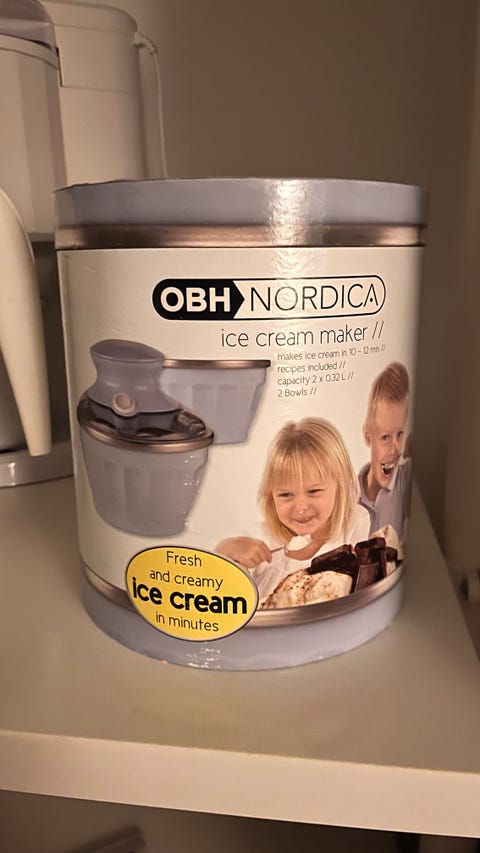 OBH NORDICA
ice cream maker //
makes ice cream in 10 - 12 min //
recipes included //
capacity 2 x 0,32 L //
2 Bowls //
Fresh
and creamy
ice cream
in minutes